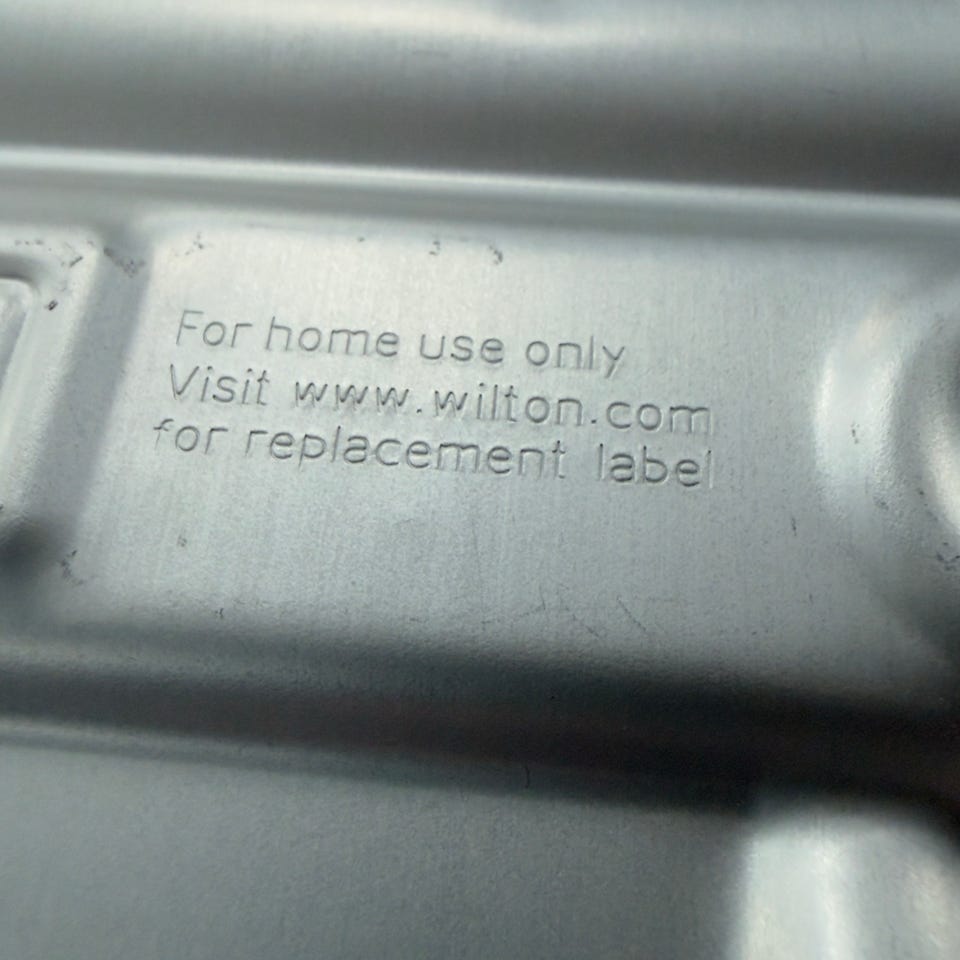 For home use only
Visit www.wilton.com
for replacement label